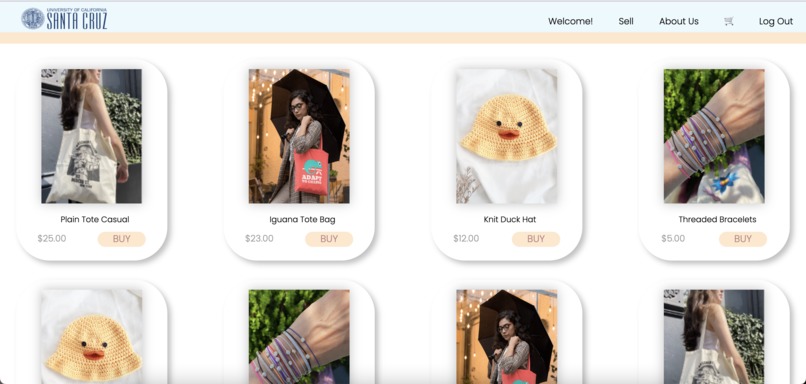 UNIVERSITY OF CALIFORNIA
SANTA CRUZ
Welcome! Sell About Us Log Out
Plain Tote Casual
$25.00 BUY
ADAPT
Iguana Tote Bag
$23.00 BUY
Knit Duck Hat
$12.00 BUY
Threaded Bracelets
$5.00 BUY